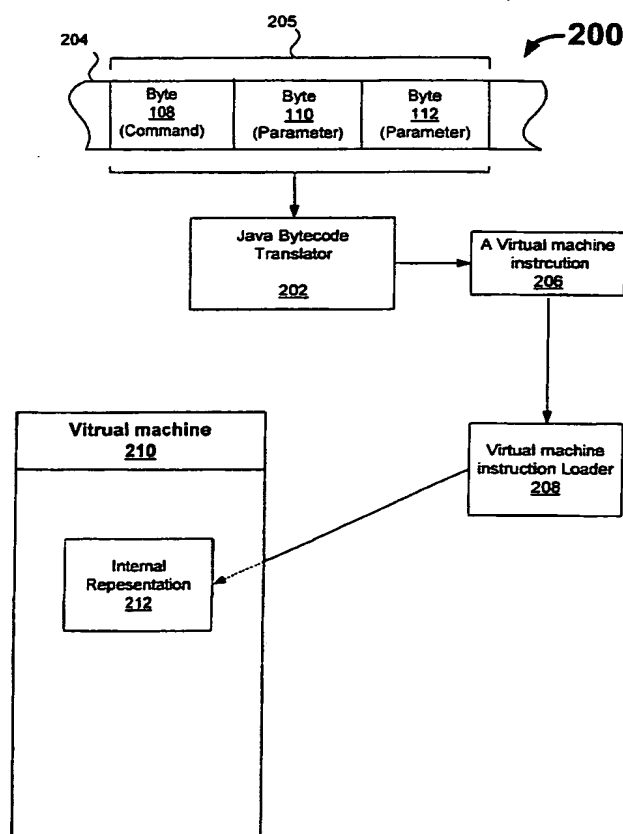 205
200
204
Byte
108
(Command)
Byte
110
(Parameter)
Byte
112
(Parameter)
Java Bytecode
Translator
202
A Virtual machine
instrcution
206
Vitrual machine
210
Virtual machine
instruction Loader
208
Internal
Repesentation
212